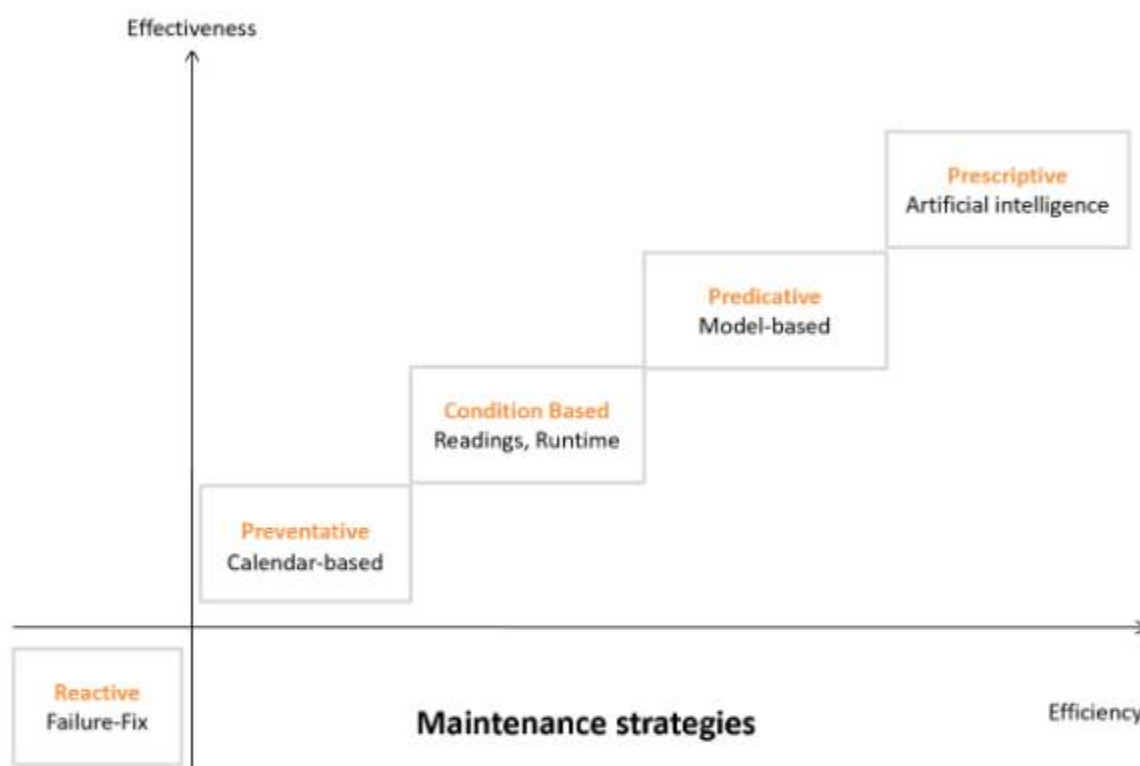 Effectiveness
Prescriptive
Artificial intelligence
Predicative
Model-based
Condition Based
Readings, Runtime
Preventative
Calendar-based
Reactive
Failure-Fix
Maintenance strategies
Efficiency